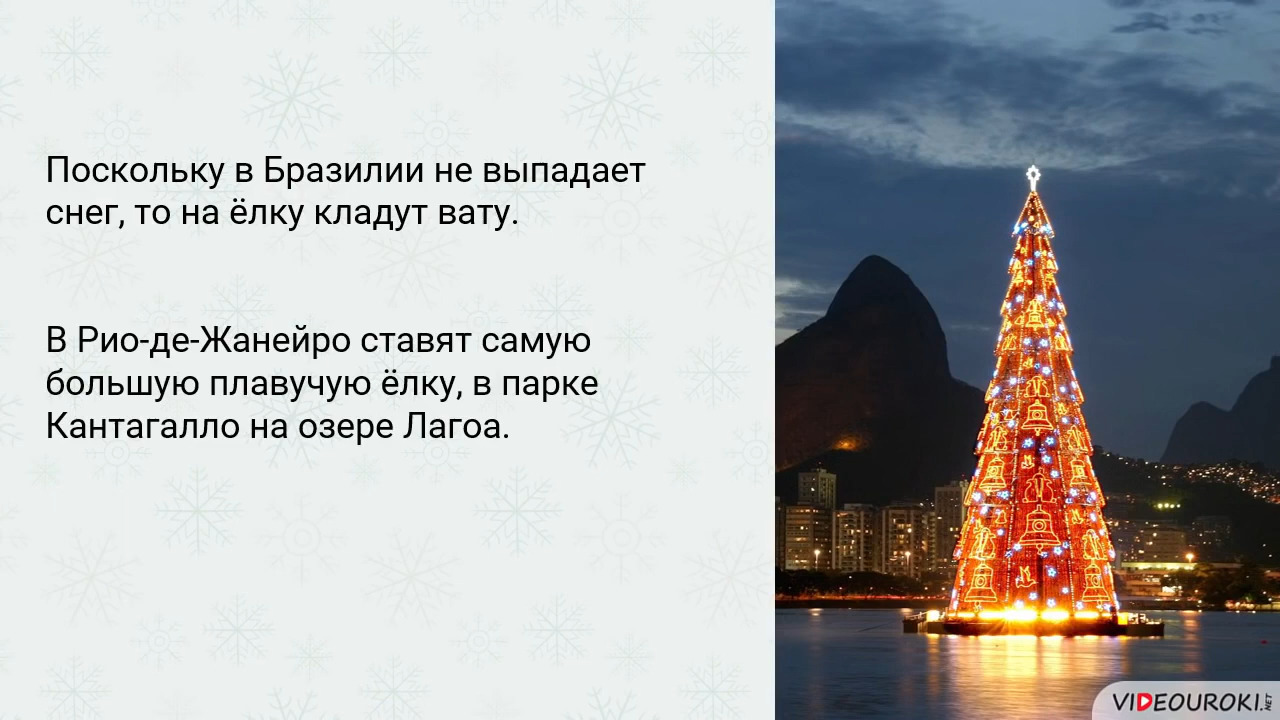 Поскольку в Бразилии не выпадает
снег, то на ёлку кладут вату.
В Рио-де-Жанейро ставят самую
большую плавучую ёлку, в парке
Кантагалло на озере Лагоа.
VIDEOUROKI.NET